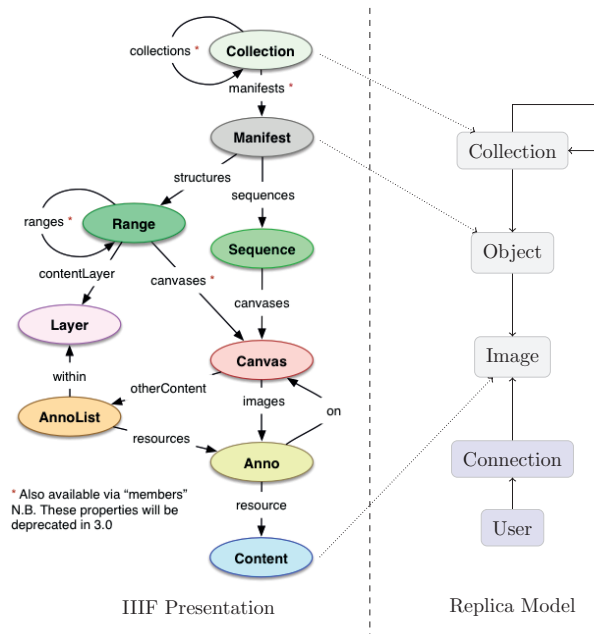 collections *
Collection
manifests *
Manifest
structures
sequences
ranges *
Range
Sequence
contentLayer
canvases *
canvases
Layer
Canvas
within
otherContent
images
on
AnnoList
resources
Anno
* Also available via “members”
N.B. These properties will be
deprecated in 3.0
resource
Content
IIIF Presentation
Collection
Object
Image
Connection
User
Replica Model